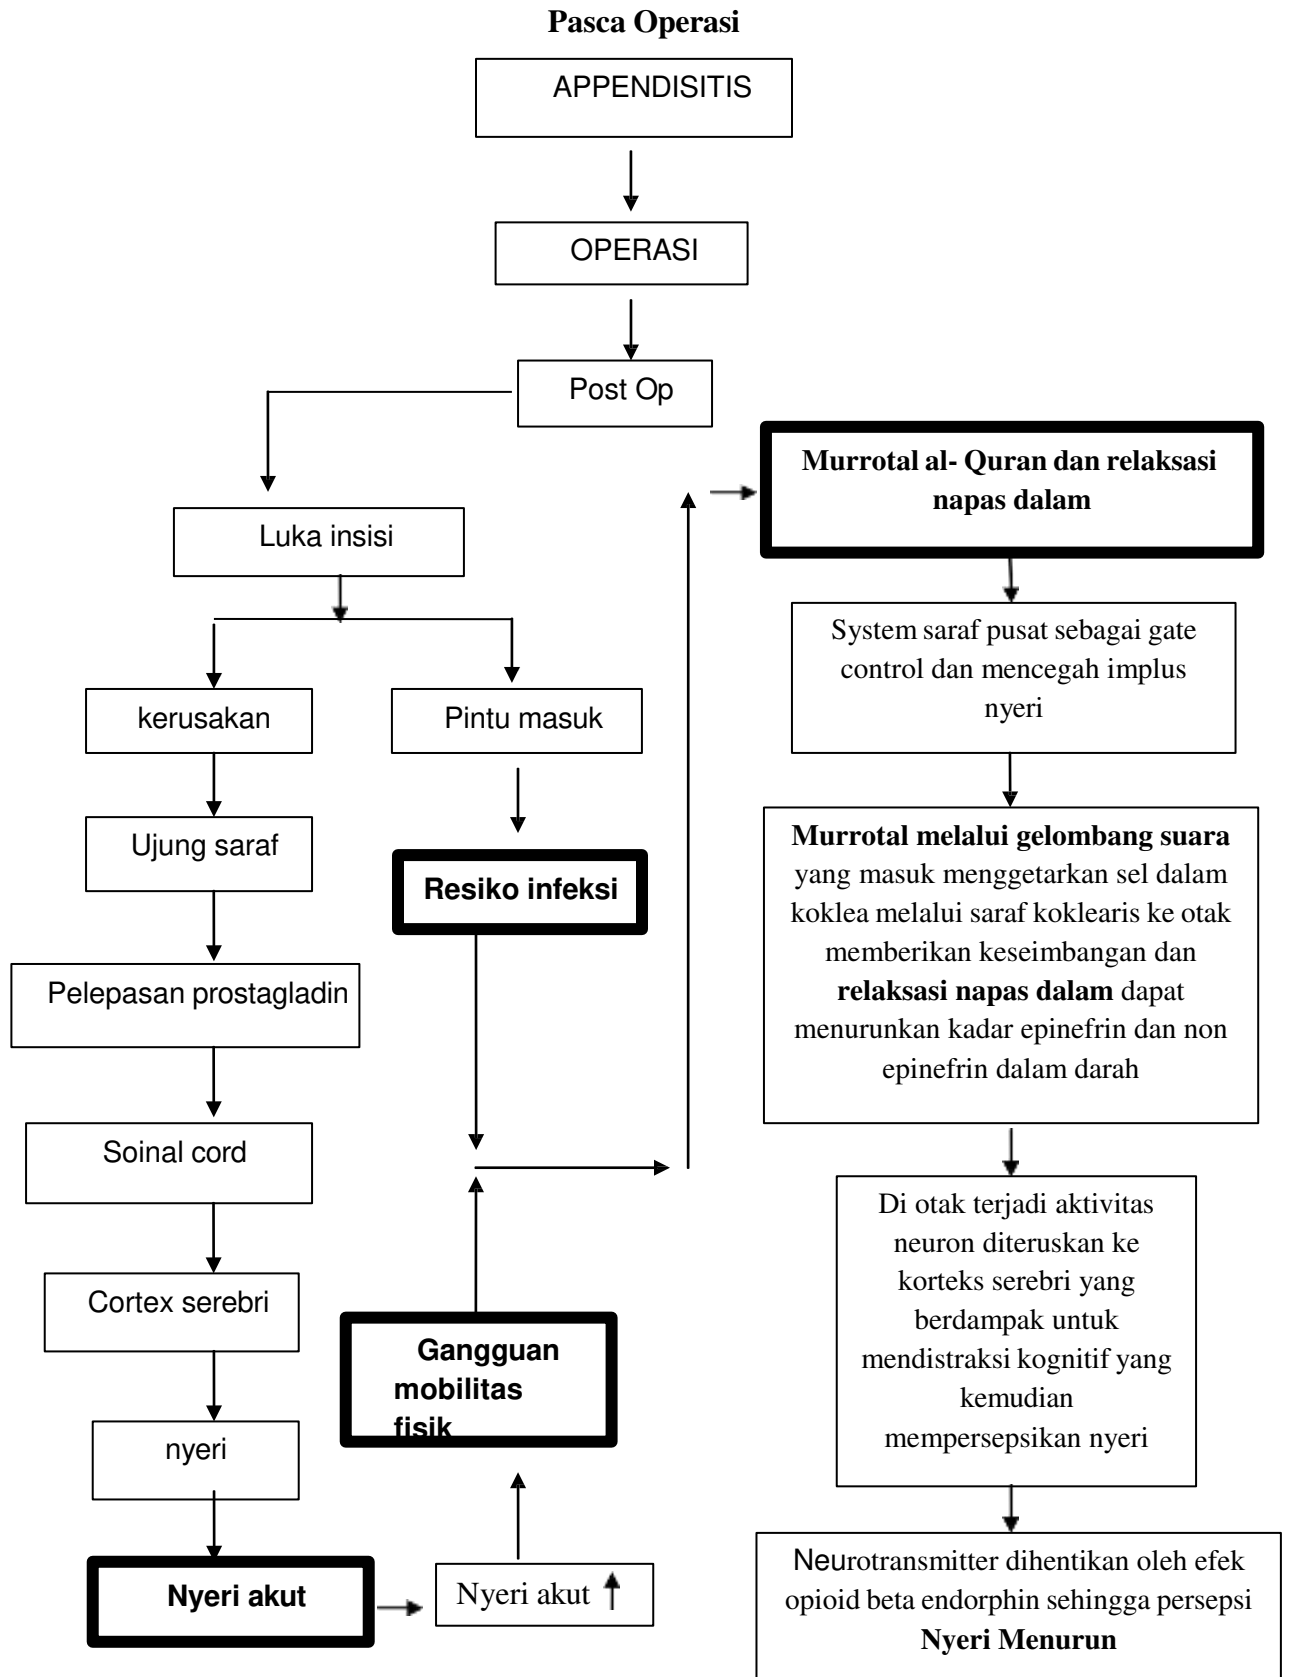 Pasca Operasi
APPENDISITIS
OPERASI
Post Op
Luka insisi
kerusakan
Pintu masuk
Ujung saraf
Resiko infeksi
Pelepasan prostagladin
Soinal cord
Cortex serebri
Gangguan
mobilitas
fisik
nyeri
Nyeri akut
Nyeri akut
Murrotal al- Quran dan relaksasi
napas dalam
System saraf pusat sebagai gate
control dan mencegah implus
nyeri
Murrotal melalui gelombang suara
yang masuk menggetarkan sel dalam
koklea melalui saraf koklearis ke otak
memberikan keseimbangan dan
relaksasi napas dalam dapat
menurunkan kadar epinefrin dan non
epinefrin dalam darah
Di otak terjadi aktivitas
neuron diteruskan ke
korteks serebri yang
berdampak untuk
mendistraksi kognitif yang
kemudian
mempersepsikan nyeri
Neurotransmitter dihentikan oleh efek
opioid beta endorphin sehingga persepsi
Nyeri Menurun